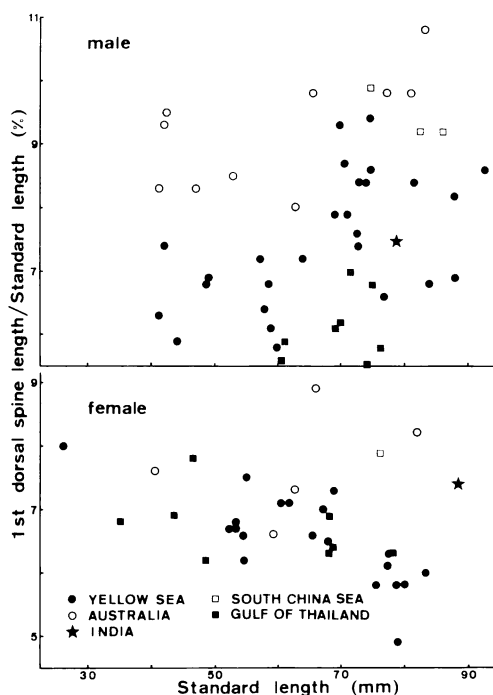 11
male
9
7
1st dorsal spine length/Standard length (%)
9
female
7
5
● YELLOW SEA
□ SOUTH CHINA SEA
○ AUSTRALIA
■ GULF OF THAILAND
★ INDIA
30
50
70
90
Standard length (mm)